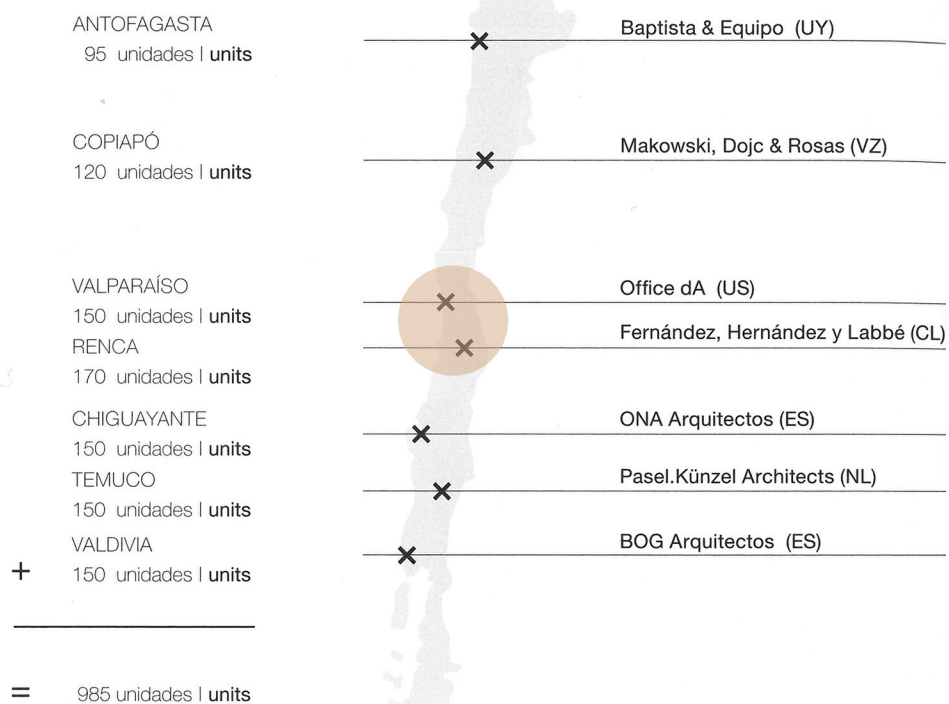 ANTOFAGASTA
Baptista & Equipo (UY)
95 unidades | units
COPIAPÓ
Makowski, Dojc & Rosas (VZ)
120 unidades | units
VALPARAÍSO
Office dA (US)
150 unidades | units
Fernández, Hernández y Labbé (CL)
RENCA
170 unidades | units
CHIGUAYANTE
ONA Arquitectos (ES)
150 unidades | units
TEMUCO
Pasel.Künzel Architects (NL)
150 unidades | units
VALDIVIA
BOG Arquitectos (ES)
+ 150 unidades | units
= 985 unidades | units